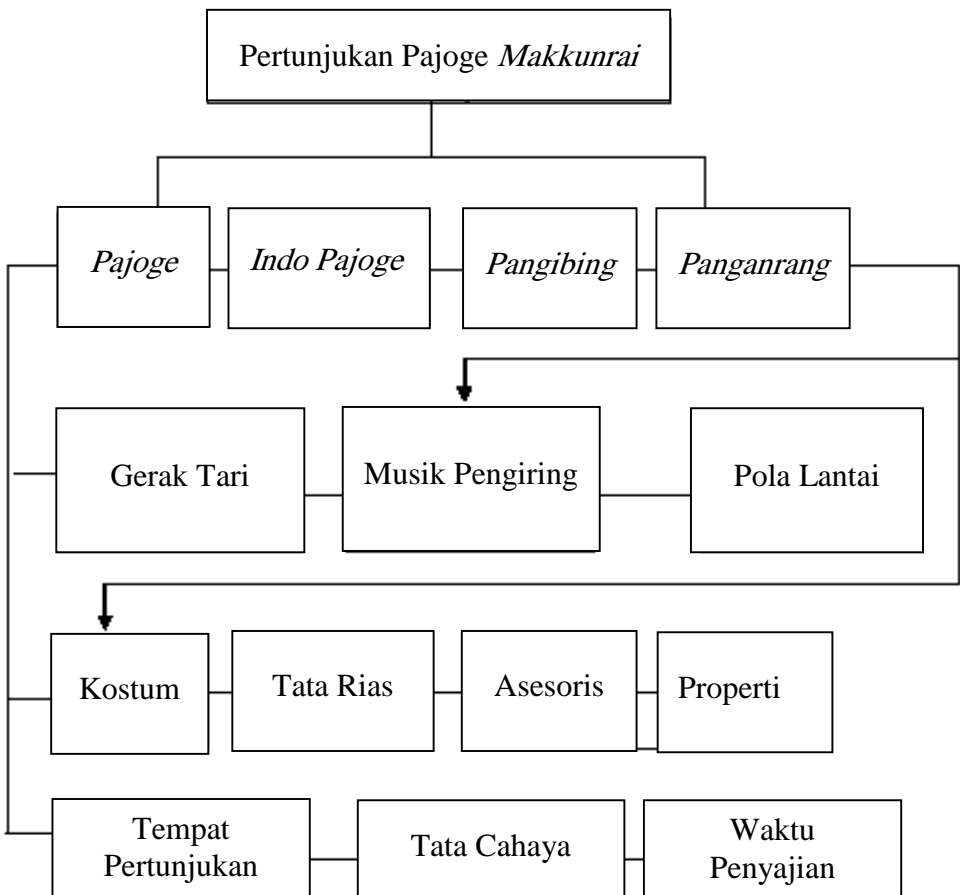 Pertunjukan Pajoge Makkunrai
Pajoge
Indo Pajoge
Pangibing
Panganrang
Gerak Tari
Musik Pengiring
Pola Lantai
Kostum
Tata Rias
Asesoris
Properti
Tempat
Pertunjukan
Tata Cahaya
Waktu
Penyajian